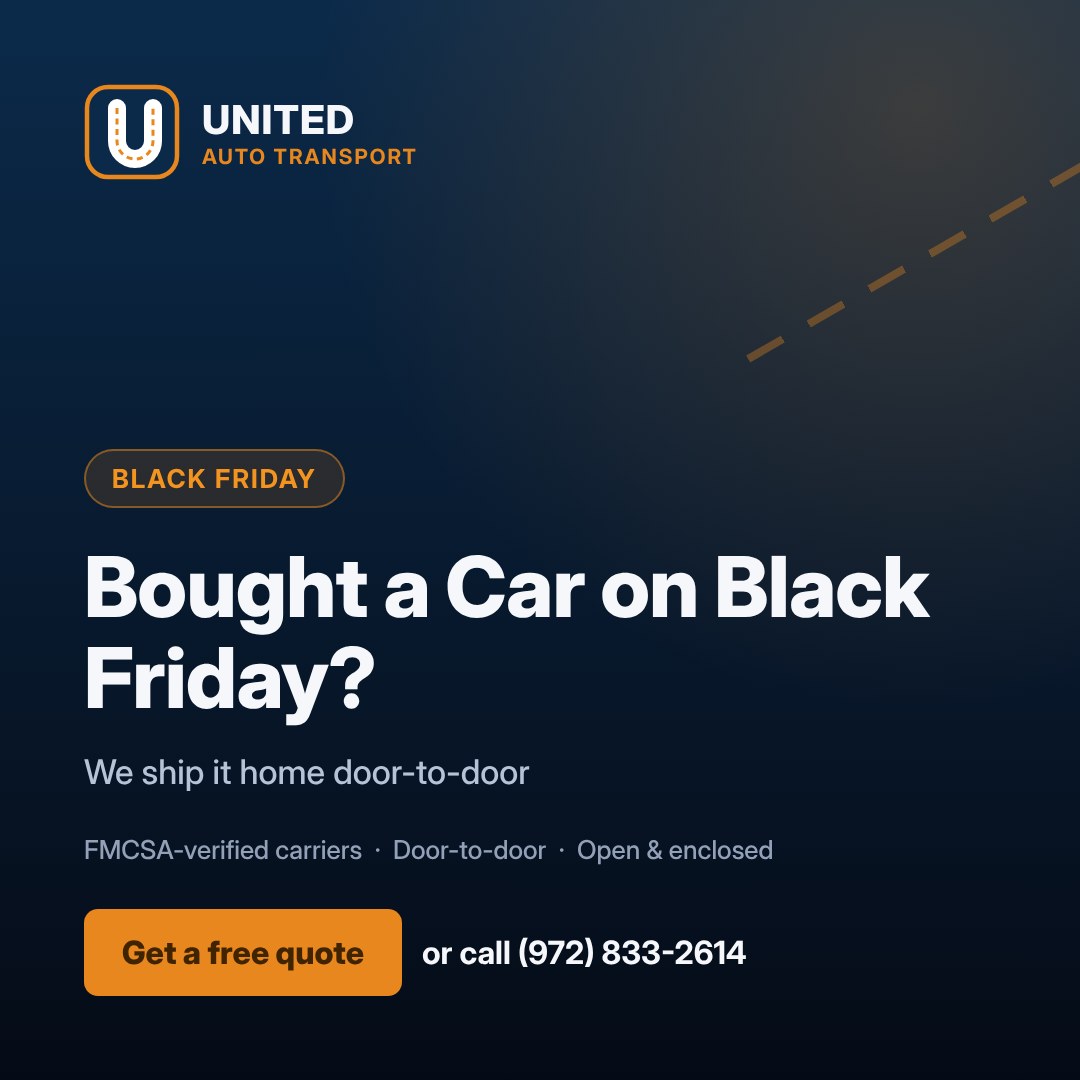 UNITED
AUTO TRANSPORT
BLACK FRIDAY
Bought a Car on Black
Friday?
We ship it home door-to-door
FMCSA-verified carriers · Door-to-door · Open & enclosed
Get a free quote or call (972) 833-2614